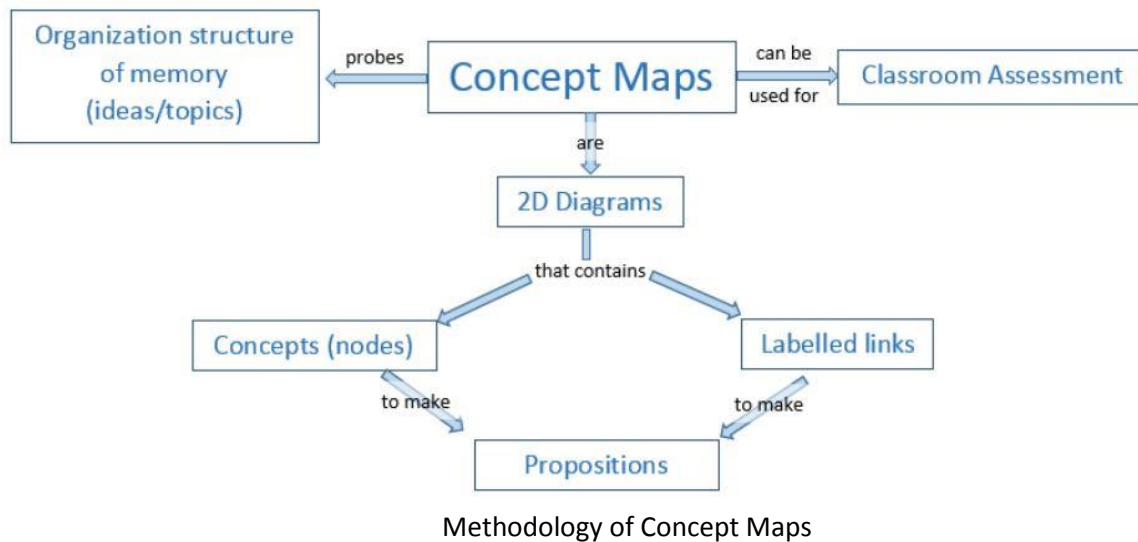 Organization structure
of memory
(ideas/topics)
probes
Concept Maps
can be
used for
Classroom Assessment
are
2D Diagrams
that contains
Concepts (nodes)
Labelled links
to make
to make
Propositions
Methodology of Concept Maps